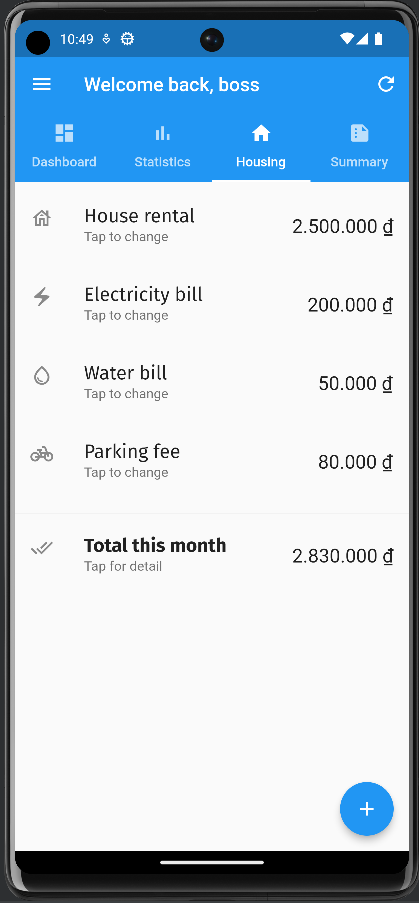 10:49
Welcome back, boss
Dashboard
Statistics
Housing
Summary
House rental
2.500.000 ₫
Tap to change
Electricity bill
200.000 ₫
Tap to change
Water bill
50.000 ₫
Tap to change
Parking fee
80.000 ₫
Tap to change
Total this month
2.830.000 ₫
Tap for detail